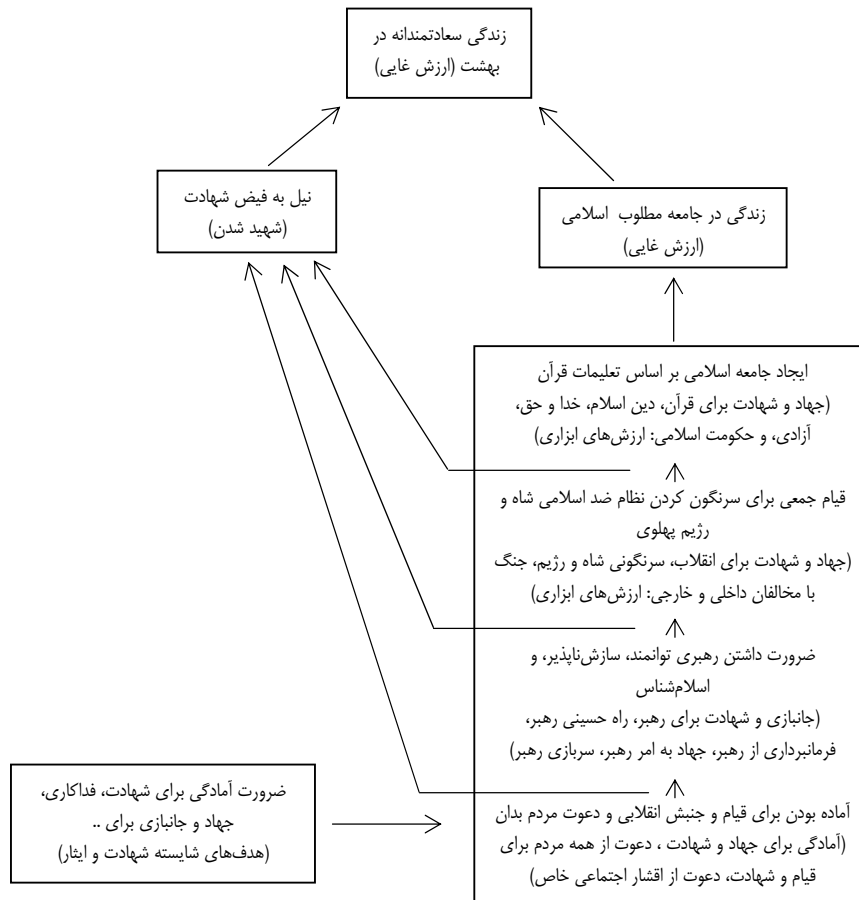 زندگی سعادتمندانه در
بهشت (ارزش غایی)
نیل به فیض شهادت
(شهید شدن)
زندگی در جامعه مطلوب اسلامی
(ارزش غایی)
ایجاد جامعه اسلامی بر اساس تعلیمات قرآن
(جهاد و شهادت برای قرآن، دین اسلام، خدا و حق،
آزادی، و حکومت اسلامی: ارزش‌های ابزاری)
قیام جمعی برای سرنگون کردن نظام ضد اسلامی شاه و
رژیم پهلوی
(جهاد و شهادت برای انقلاب، سرنگونی شاه و رژیم، جنگ
با مخالفان داخلی و خارجی: ارزش‌های ابزاری)
ضرورت داشتن رهبری توانمند، سازش‌ناپذیر، و
اسلام‌شناس
(جانبازی و شهادت برای رهبر، راه حسینی رهبر،
فرمانبرداری از رهبر، جهاد به امر رهبر، سربازی رهبر)
آماده بودن برای قیام و جنبش انقلابی و دعوت مردم بدان
(آمادگی برای جهاد و شهادت ، دعوت از همه مردم برای
قیام و شهادت، دعوت از اقشار اجتماعی خاص)
ضرورت آمادگی برای شهادت، فداکاری،
جهاد و جانبازی برای ..
(هدف‌های شایسته شهادت و ایثار)